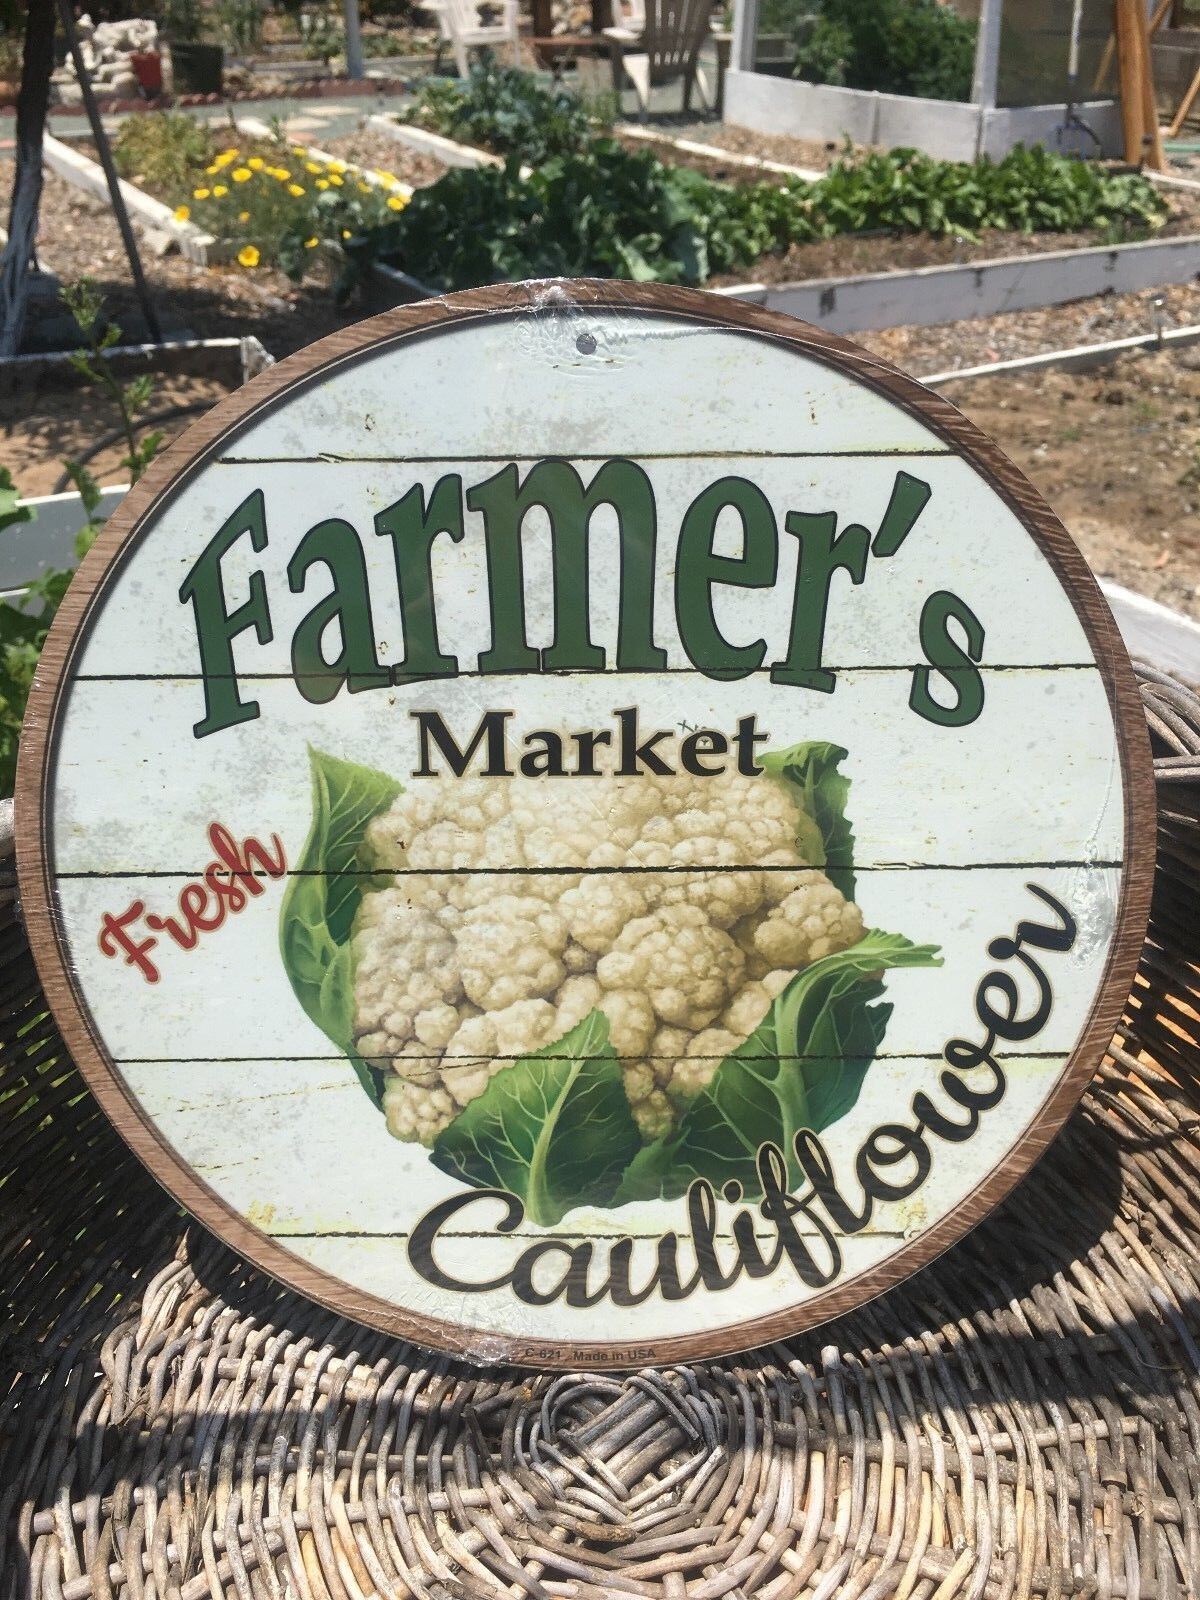 Farmer's
Market
Fresh
Cauliflower
C-621 Made in USA